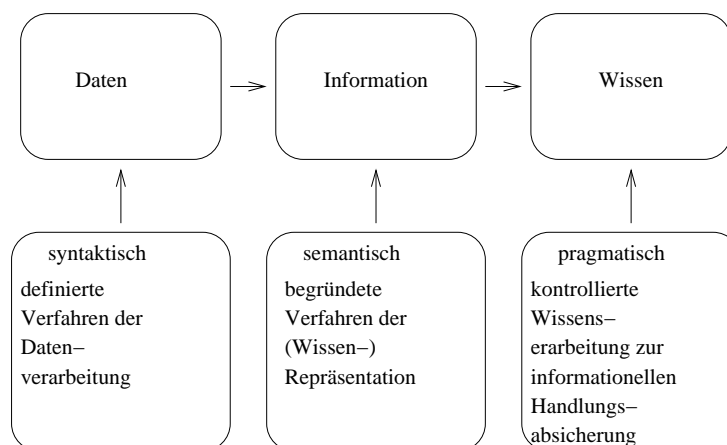 Daten
Information
Wissen
syntaktisch
definierte
Verfahren der
Daten−
verarbeitung
semantisch
begründete
Verfahren der
(Wissen−)
Repräsentation
pragmatisch
kontrollierte
Wissens−
erarbeitung zur
informationellen
Handlungs−
absicherung